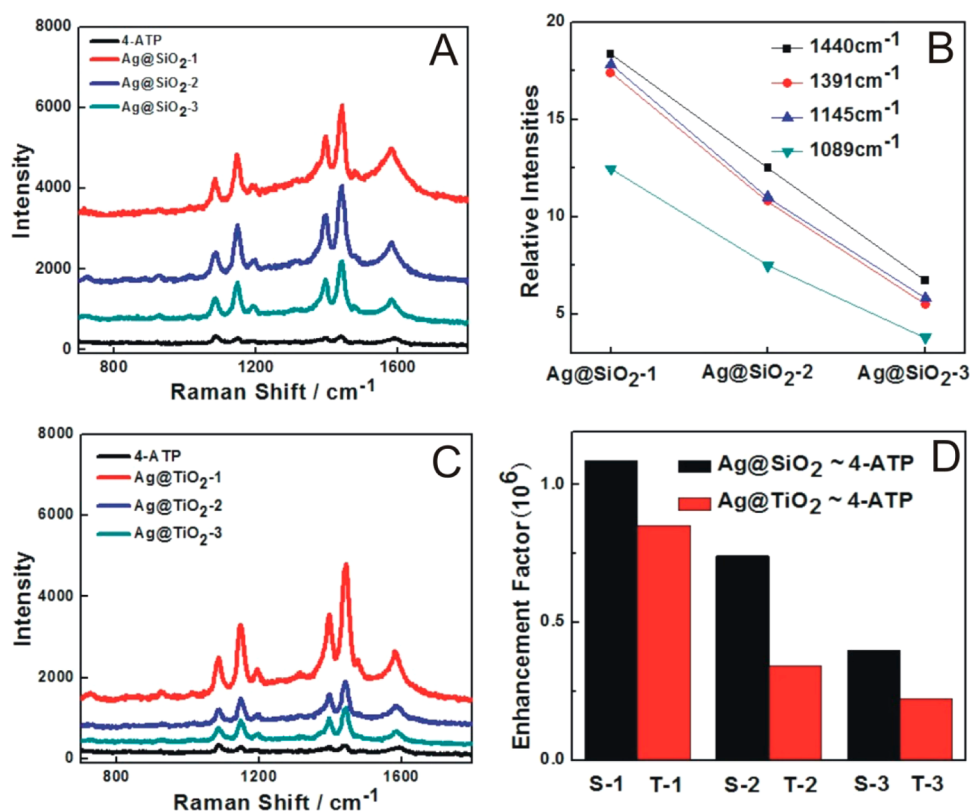 A
8000
6000
4000
2000
0
Intensity
4-ATP
Ag@SiO₂-1
Ag@SiO₂-2
Ag@SiO₂-3
800 1200 1600
Raman Shift / cm⁻¹
B
20
15
10
5
Relative Intensities
1440cm⁻¹
1391cm⁻¹
1145cm⁻¹
1089cm⁻¹
Ag@SiO₂-1 Ag@SiO₂-2 Ag@SiO₂-3
C
8000
6000
4000
2000
0
Intensity
4-ATP
Ag@TiO₂-1
Ag@TiO₂-2
Ag@TiO₂-3
800 1200 1600
Raman Shift / cm⁻¹
D
1.0
0.5
0.0
Enhancement Factor (10⁶)
Ag@SiO₂ ~ 4-ATP
Ag@TiO₂ ~ 4-ATP
S-1 T-1 S-2 T-2 S-3 T-3